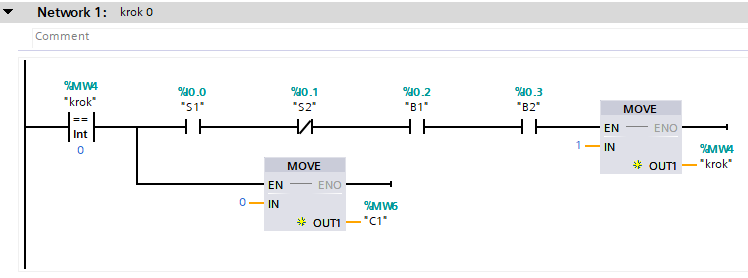 Network 1: krok 0
Comment
%MW4 %I0.0 %I0.1 %I0.2 %I0.3
"krok" "S1" "S2" "B1" "B2" MOVE
== EN ENO
Int
0 1 IN %MW4
OUT1 "krok"
MOVE
EN ENO
0 IN %MW6
OUT1 "C1"